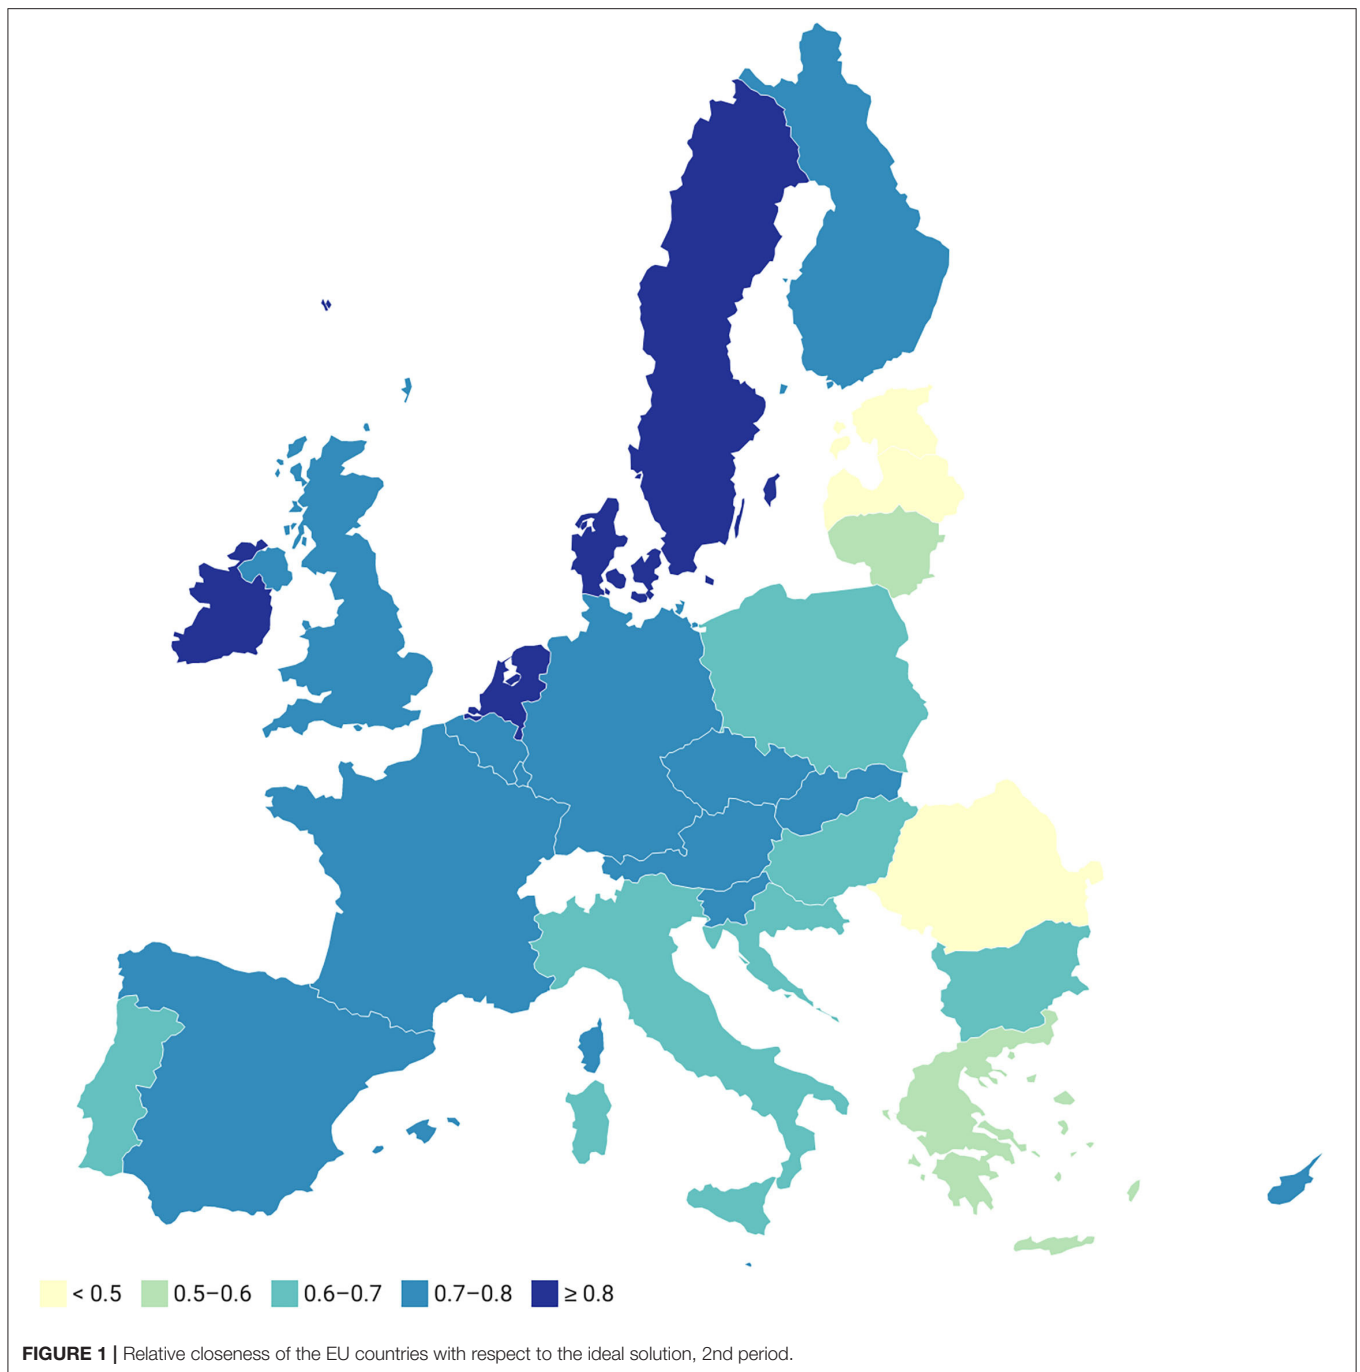 < 0.5 0.5–0.6 0.6–0.7 0.7–0.8 ≥ 0.8
FIGURE 1 | Relative closeness of the EU countries with respect to the ideal solution, 2nd period.